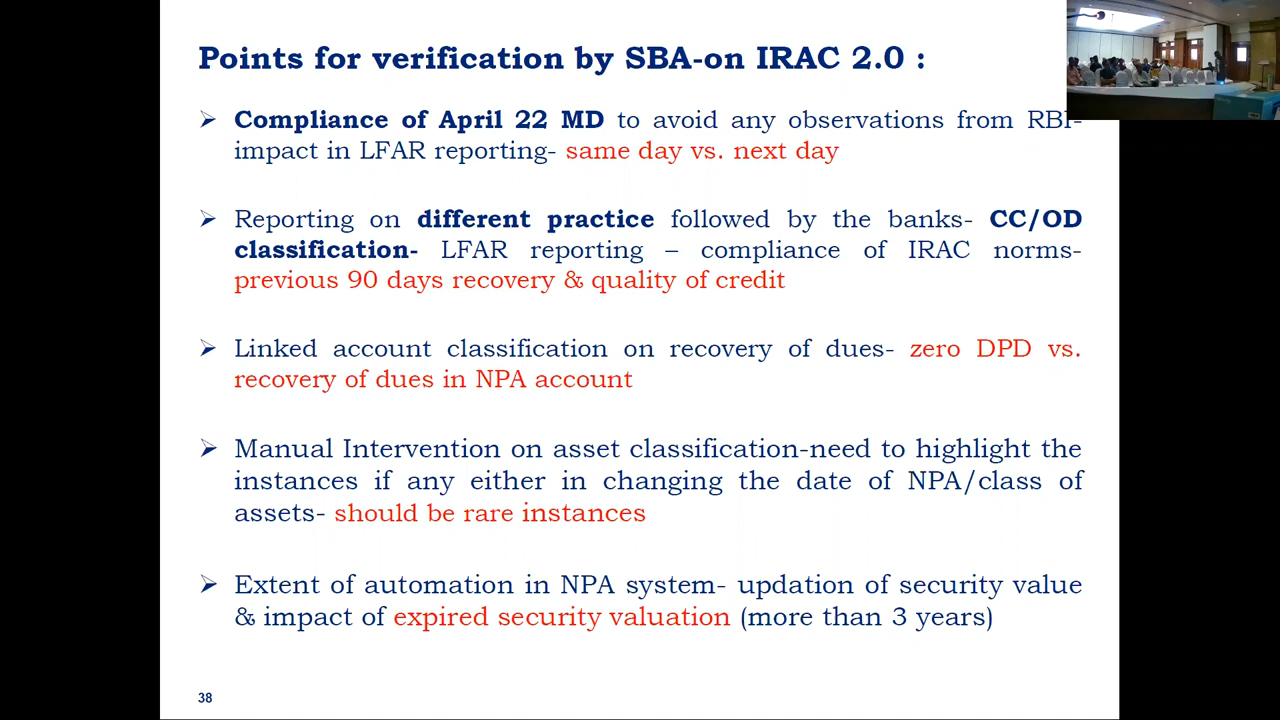 Points for verification by SBA-on IRAC 2.0 :
➢ Compliance of April 22 MD to avoid any observations from RBI-
impact in LFAR reporting- same day vs. next day
➢ Reporting on different practice followed by the banks- CC/OD
classification- LFAR reporting – compliance of IRAC norms-
previous 90 days recovery & quality of credit
➢ Linked account classification on recovery of dues- zero DPD vs.
recovery of dues in NPA account
➢ Manual Intervention on asset classification-need to highlight the
instances if any either in changing the date of NPA/class of
assets- should be rare instances
➢ Extent of automation in NPA system- updation of security value
& impact of expired security valuation (more than 3 years)
38